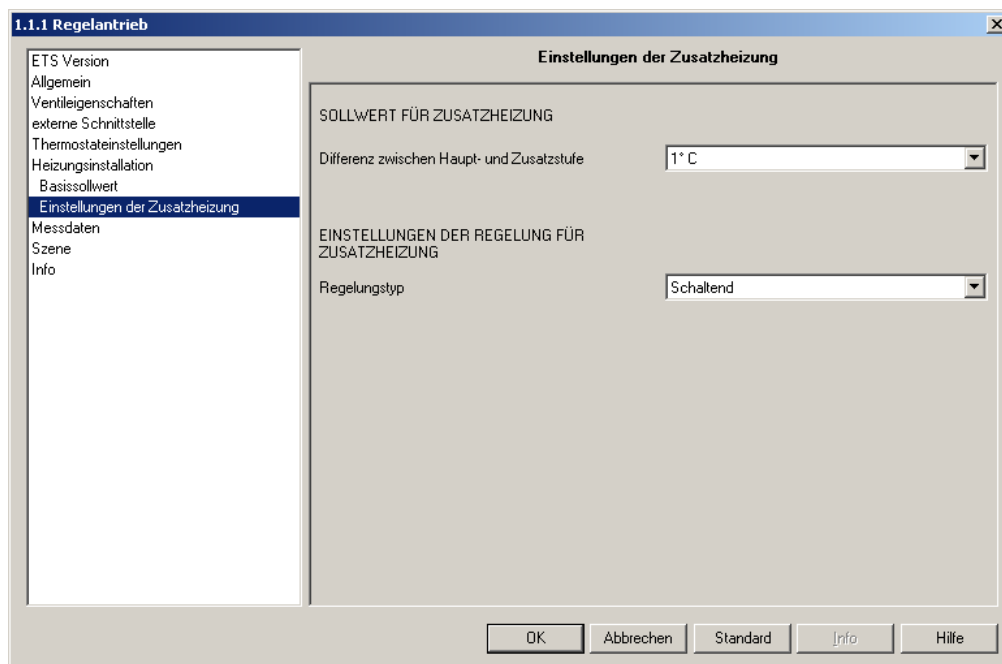 1.1.1 Regelantrieb
ETS Version
Allgemein
Ventileigenschaften
externe Schnittstelle
Thermostateinstellungen
Heizungsinstallation
Basissollwert
Einstellungen der Zusatzheizung
Messdaten
Szene
Info
Einstellungen der Zusatzheizung
SOLLWERT FÜR ZUSATZHEIZUNG
Differenz zwischen Haupt- und Zusatzstufe
1° C
EINSTELLUNGEN DER REGELUNG FÜR
ZUSATZHEIZUNG
Regelungstyp
Schaltend
OK
Abbrechen
Standard
Info
Hilfe